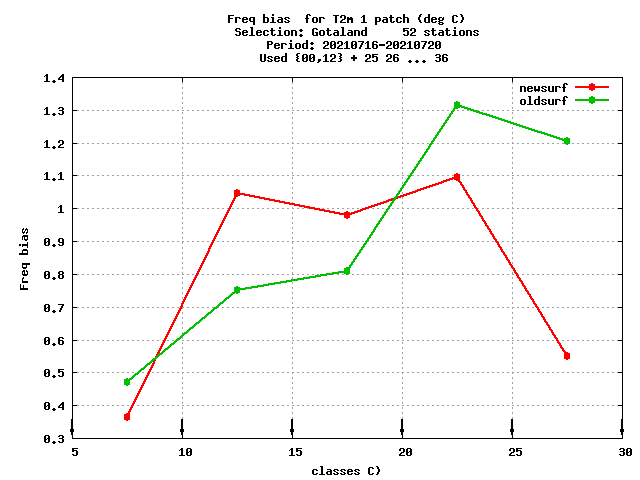 Freq bias  for T2m 1 patch (deg C)
Selection: Gotaland     52 stations
Period: 20210716-20210720
Used {00,12} + 25 26 ... 36
newsurf
oldsurf
1.4
1.3
1.2
1.1
1
0.9
0.8
0.7
0.6
0.5
0.4
0.3
Freq bias
5 10 15 20 25 30
classes C)